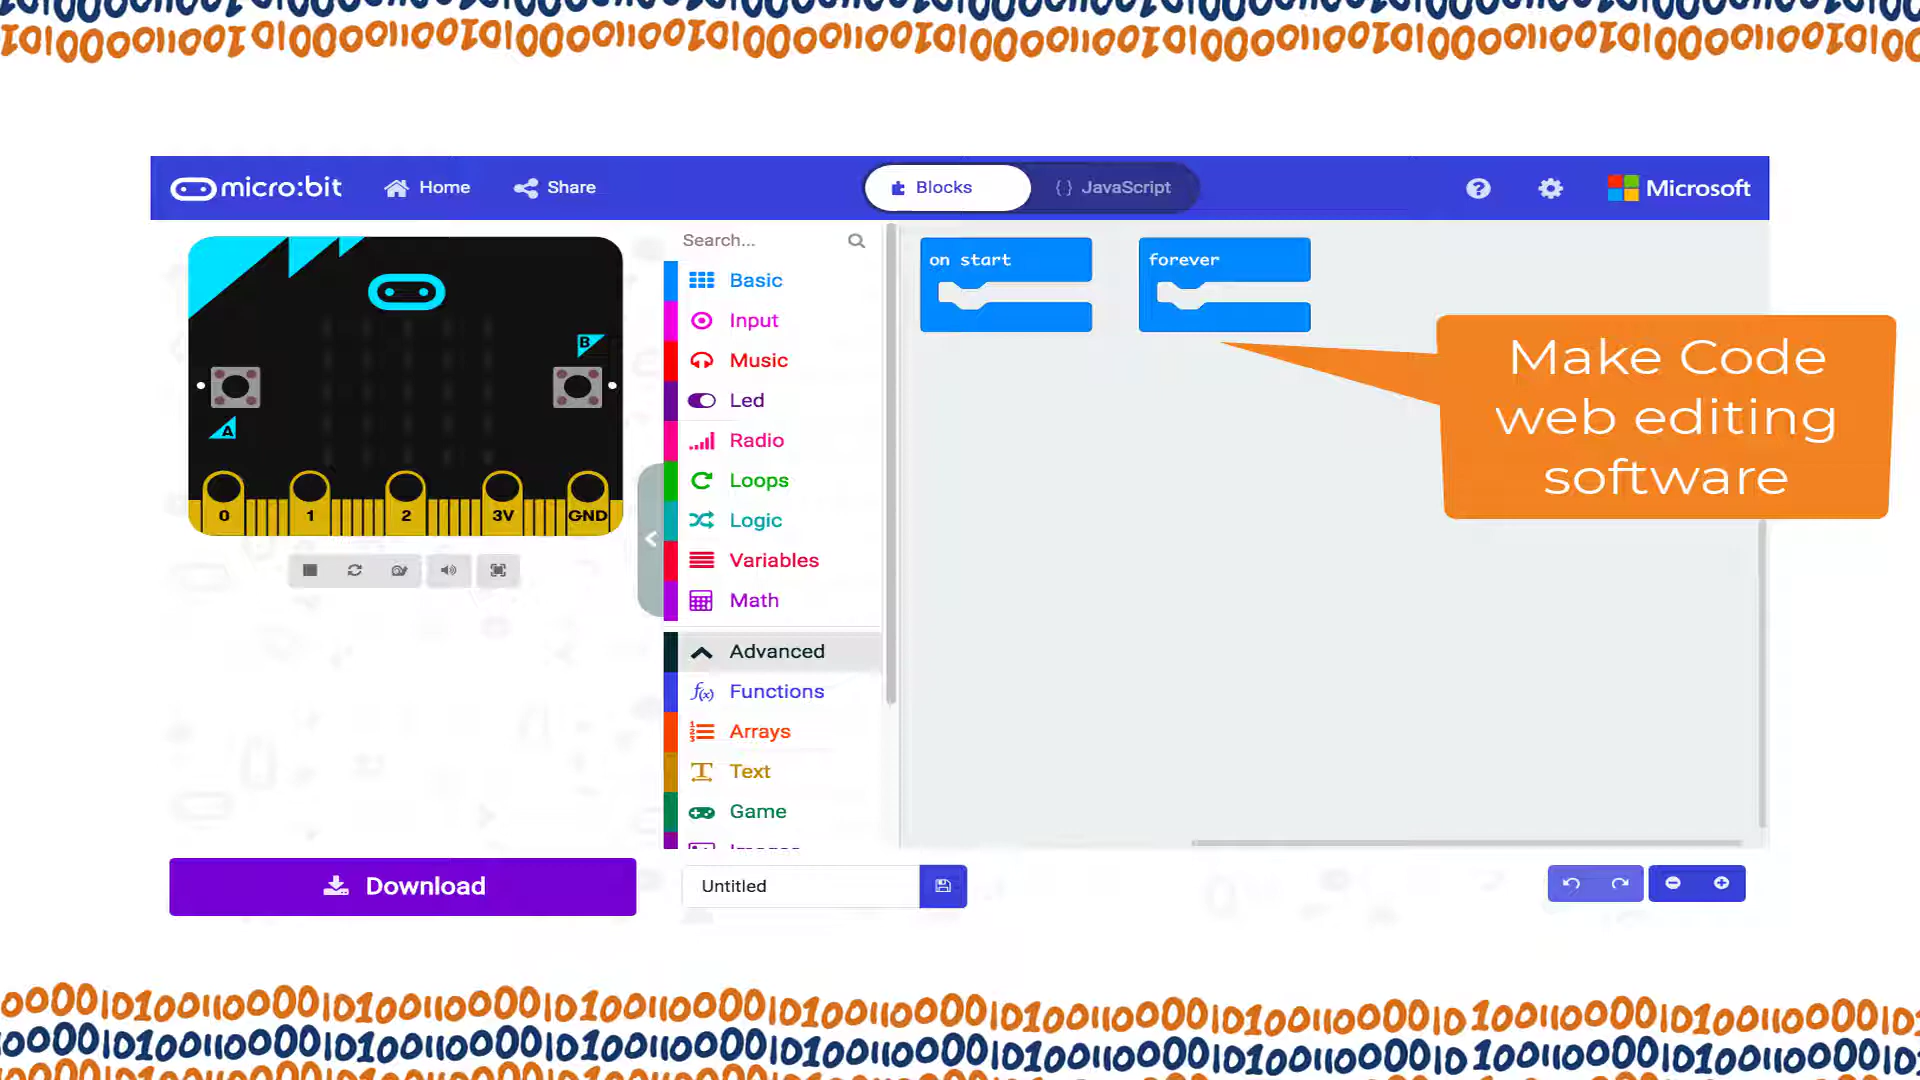 micro:bit
Home
Share
Blocks
{ } JavaScript
?
Microsoft
Search...
on start
forever
Basic
Input
Music
Led
Radio
Loops
Logic
Variables
Math
Advanced
f(x) Functions
Arrays
Text
Game
B
A
0 1 2 3V GND
Make Code
web editing
software
Download
Untitled